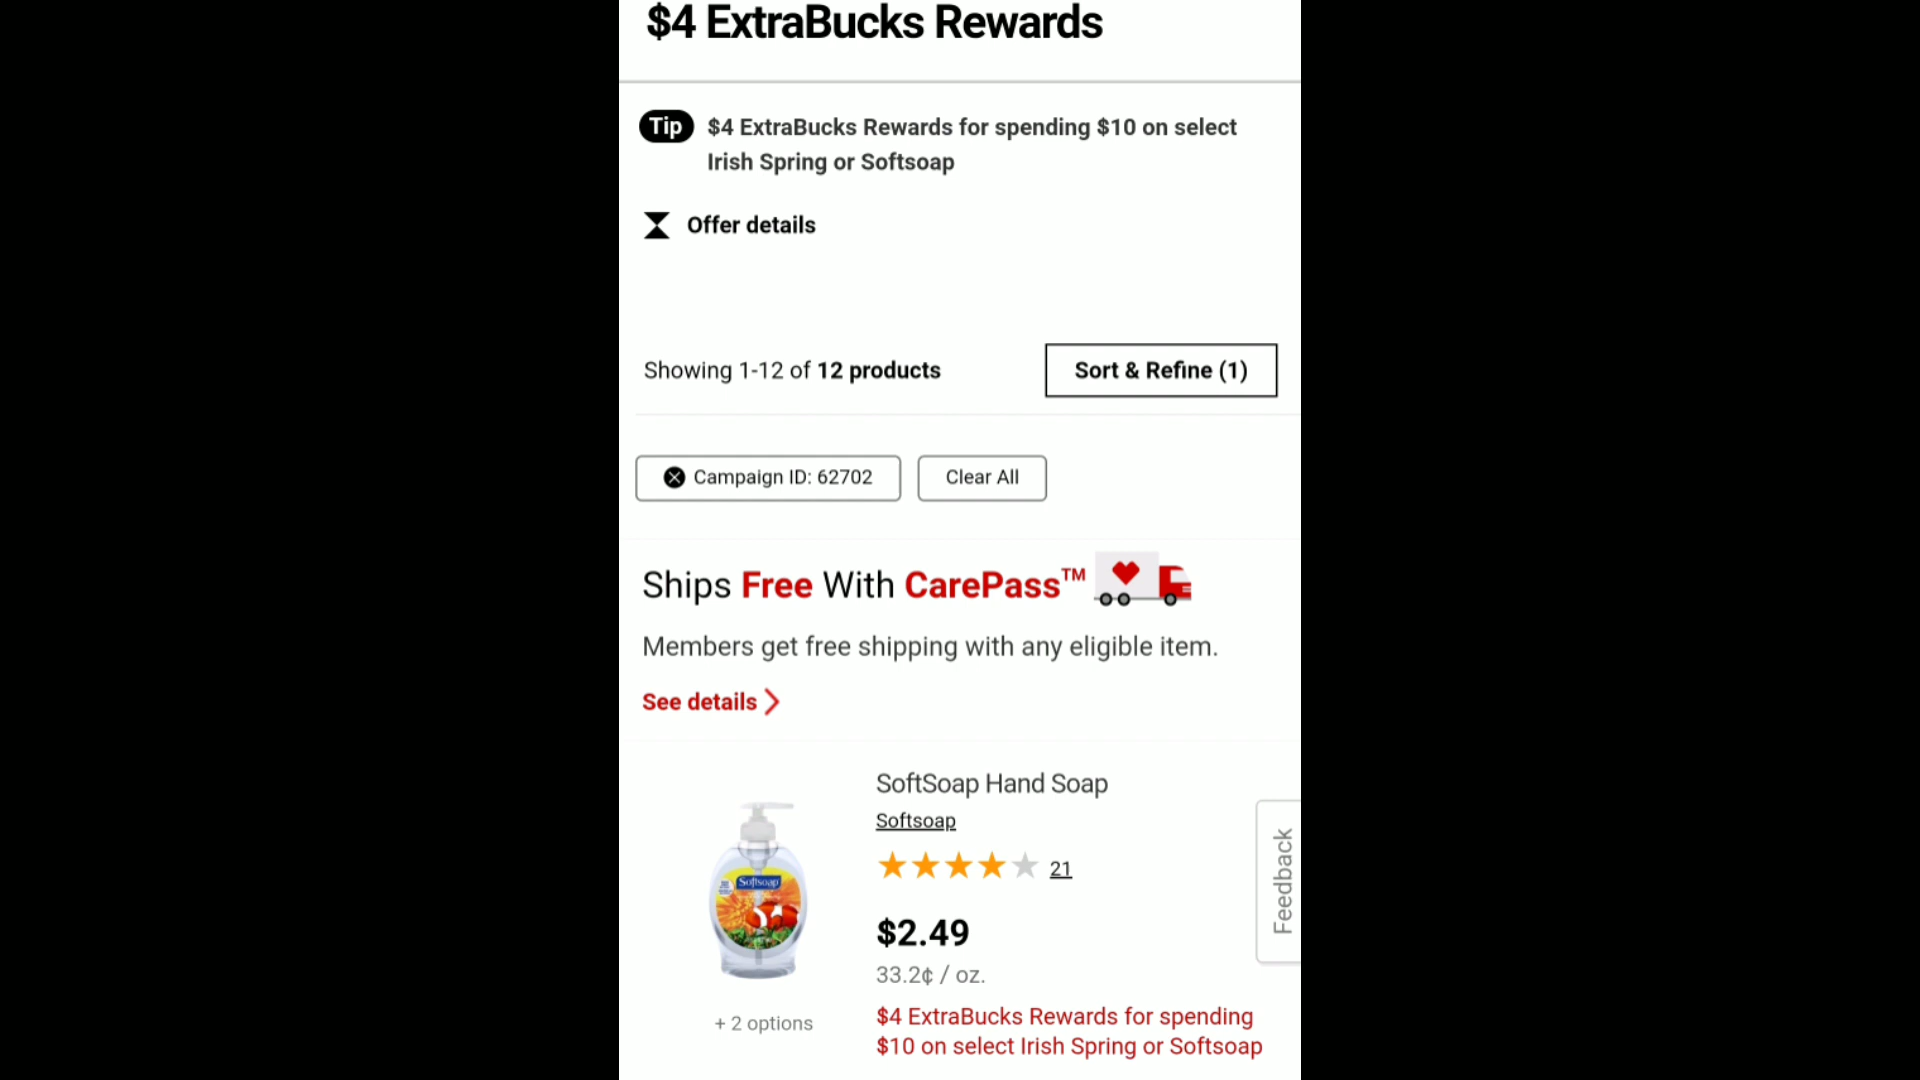 $4 ExtraBucks Rewards
Tip $4 ExtraBucks Rewards for spending $10 on select
Irish Spring or Softsoap
Offer details
Showing 1-12 of 12 products
Sort & Refine (1)
Campaign ID: 62702
Clear All
Ships Free With CarePass™
Members get free shipping with any eligible item.
See details
SoftSoap Hand Soap
Softsoap
21
Softsoap
$2.49
33.2¢ / oz.
+ 2 options
$4 ExtraBucks Rewards for spending
$10 on select Irish Spring or Softsoap
Feedback